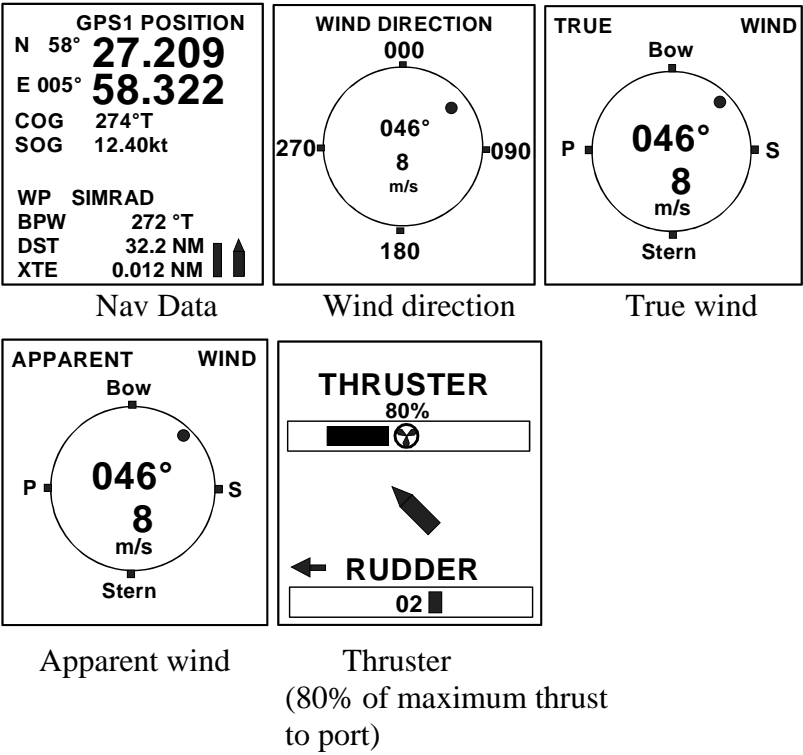 GPS1 POSITION
N 58° 27.209
E 005° 58.322
COG 274°T
SOG 12.40kt
WP SIMRAD
BPW 272 °T
DST 32.2 NM
XTE 0.012 NM
Nav Data
WIND DIRECTION
000
046°
270 8 090
m/s
180
Wind direction
TRUE WIND
Bow
046°
P S
8
m/s
Stern
True wind
APPARENT WIND
Bow
046°
P S
8
m/s
Stern
Apparent wind
THRUSTER
80%
RUDDER
02
Thruster
(80% of maximum thrust
to port)